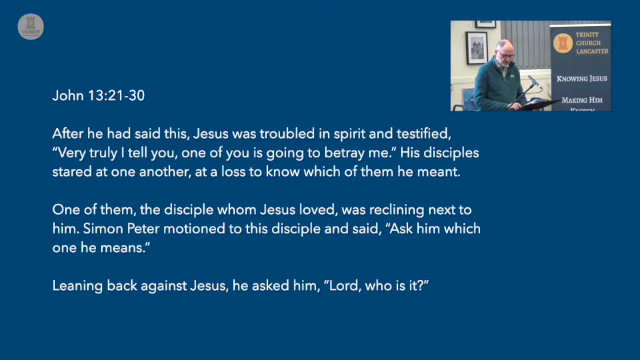 TRINITY
John 13:21-30
After he had said this, Jesus was troubled in spirit and testified,
“Very truly I tell you, one of you is going to betray me.” His disciples
stared at one another, at a loss to know which of them he meant.
One of them, the disciple whom Jesus loved, was reclining next to
him. Simon Peter motioned to this disciple and said, “Ask him which
one he means.”
Leaning back against Jesus, he asked him, “Lord, who is it?”
TRINITY
CHURCH
LANCASTER
KNOWING JESUS
MAKING HIM
KNOWN